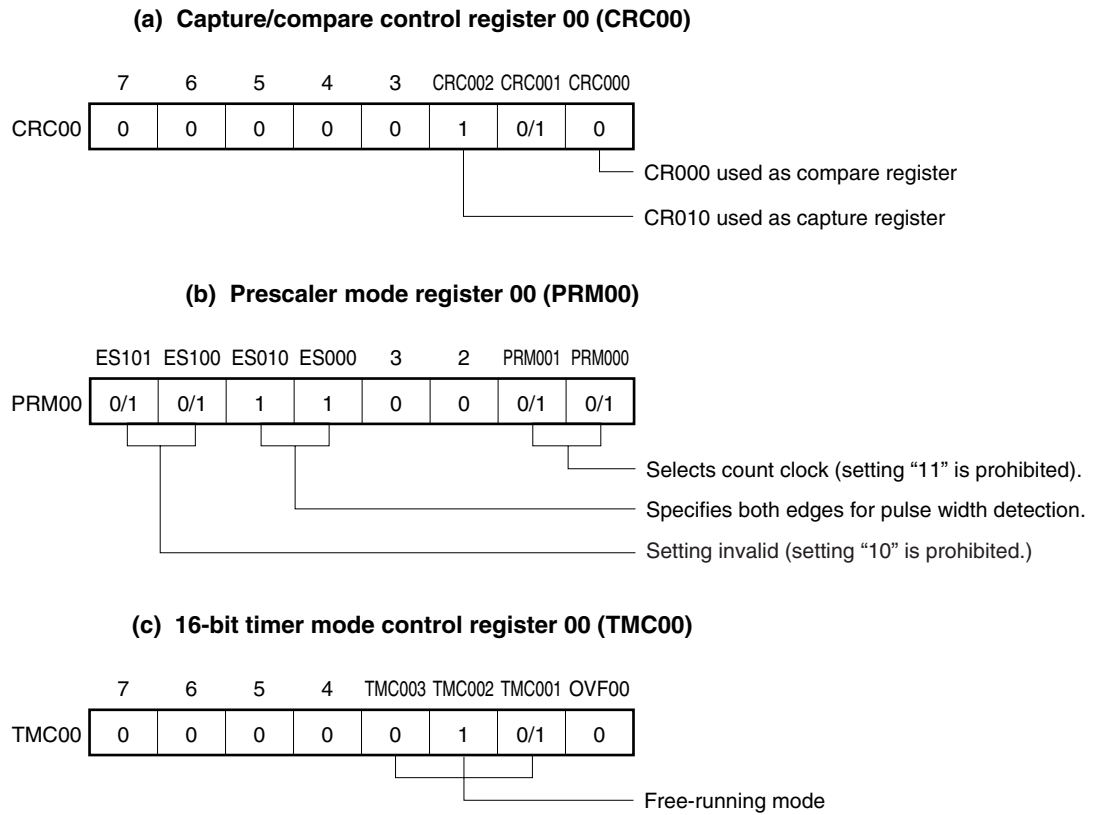 (a) Capture/compare control register 00 (CRC00)
7 6 5 4 3 CRC002 CRC001 CRC000
CRC00 0 0 0 0 0 1 0/1 0
CR000 used as compare register
CR010 used as capture register
(b) Prescaler mode register 00 (PRM00)
ES101 ES100 ES010 ES000 3 2 PRM001 PRM000
PRM00 0/1 0/1 1 1 0 0 0/1 0/1
Selects count clock (setting “11” is prohibited).
Specifies both edges for pulse width detection.
Setting invalid (setting “10” is prohibited.)
(c) 16-bit timer mode control register 00 (TMC00)
7 6 5 4 TMC003 TMC002 TMC001 OVF00
TMC00 0 0 0 0 0 1 0/1 0
Free-running mode